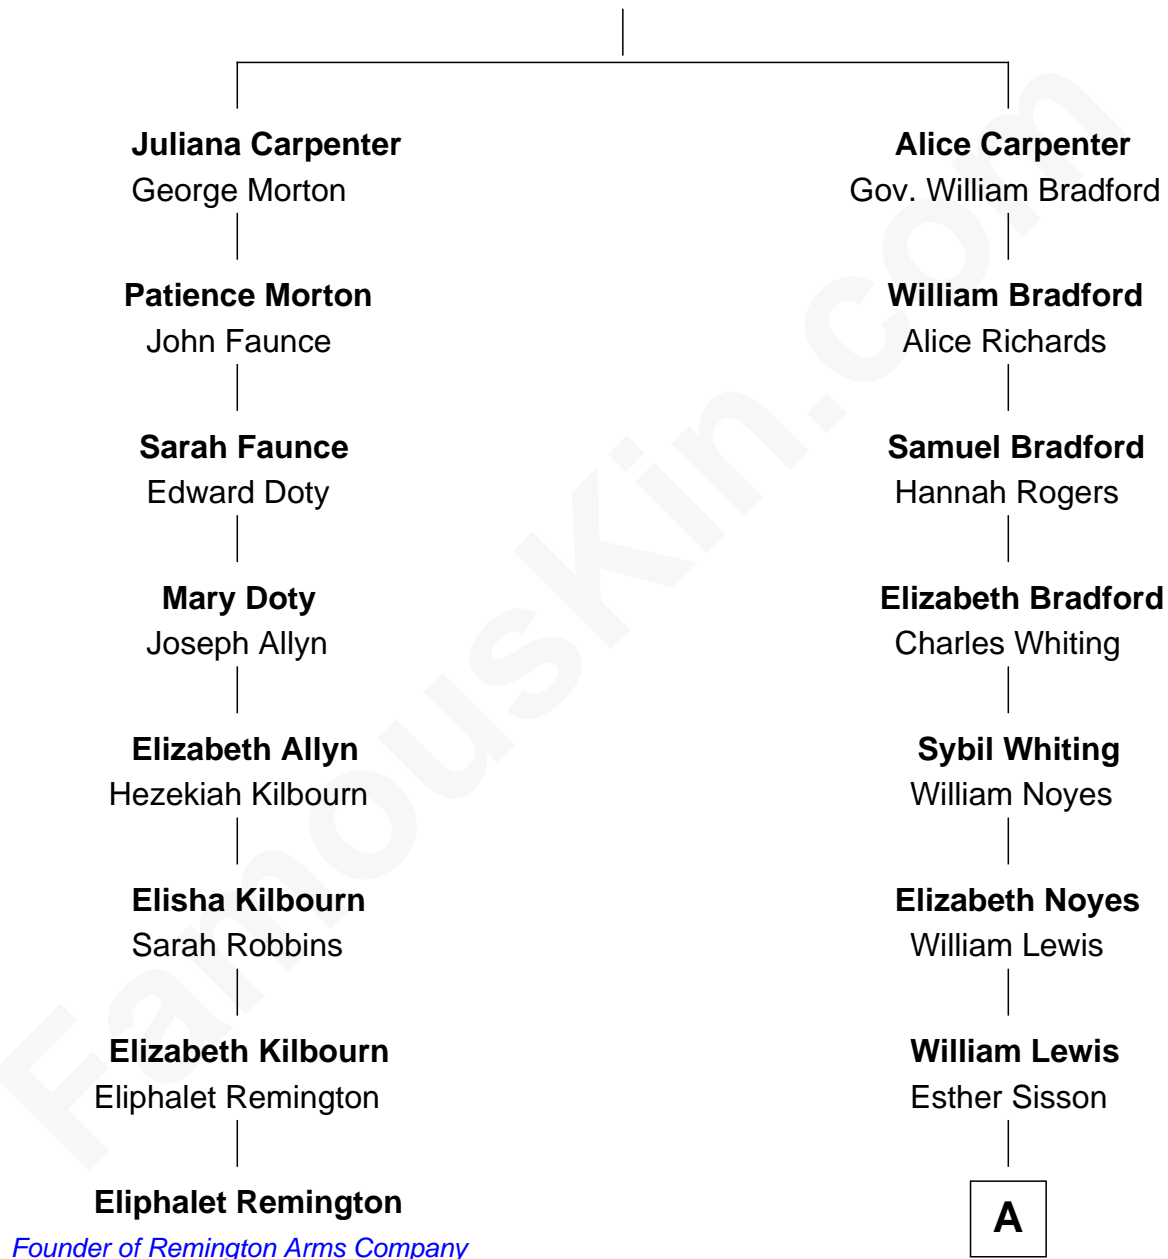 Juliana Carpenter
George Morton
Alice Carpenter
Gov. William Bradford
Patience Morton
John Faunce
William Bradford
Alice Richards
Sarah Faunce
Edward Doty
Samuel Bradford
Hannah Rogers
Mary Doty
Joseph Allyn
Elizabeth Bradford
Charles Whiting
Elizabeth Allyn
Hezekiah Kilbourn
Sybil Whiting
William Noyes
Elisha Kilbourn
Sarah Robbins
Elizabeth Noyes
William Lewis
Elizabeth Kilbourn
Eliphalet Remington
William Lewis
Esther Sisson
Eliphalet Remington
Founder of Remington Arms Company
A
FamousKin.com